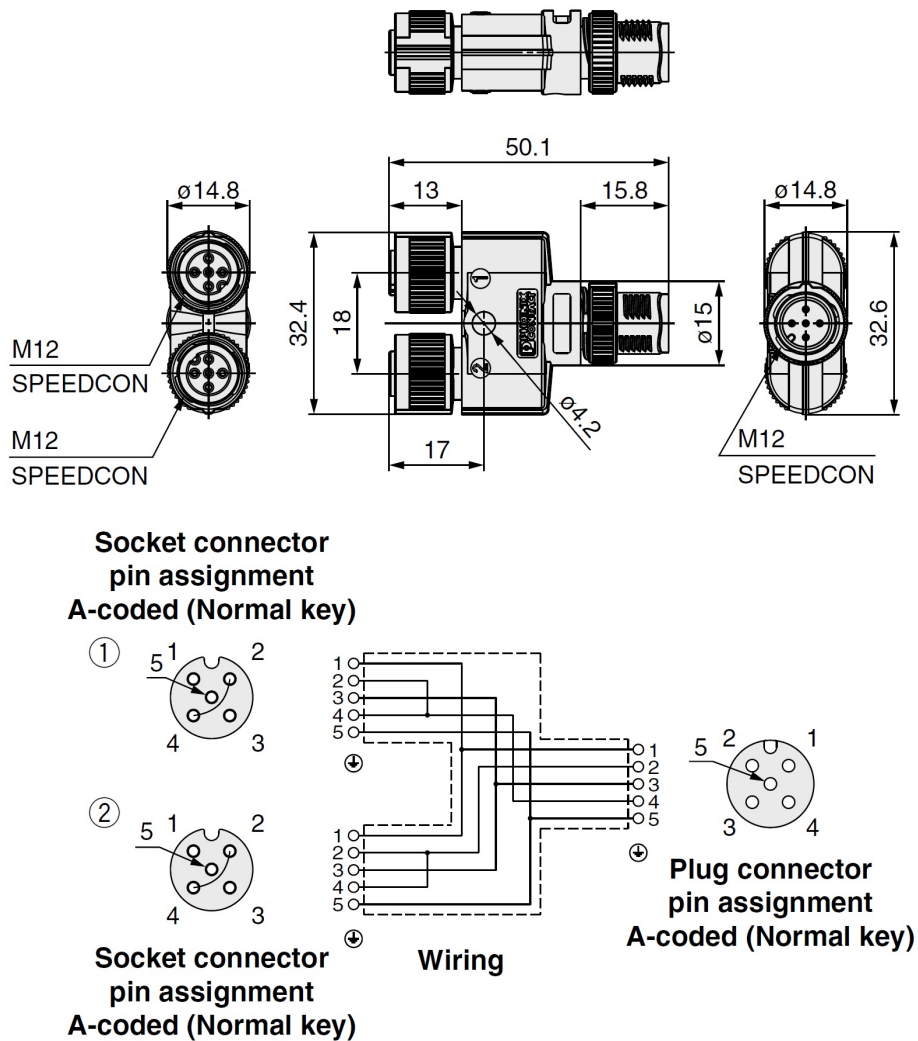 50.1
ø14.8
13
15.8
ø14.8
32.4
18
1
2
ø15
32.6
ø4.2
17
M12
SPEEDCON
M12
SPEEDCON
M12
SPEEDCON
Socket connector
pin assignment
A-coded (Normal key)
1
5 1 2
4 3
1
2
3
4
5
2
5 1 2
4 3
1
2
3
4
5
1
2
3
4
5
5 2 1
3 4
Plug connector
pin assignment
A-coded (Normal key)
Socket connector
pin assignment
A-coded (Normal key)
Wiring